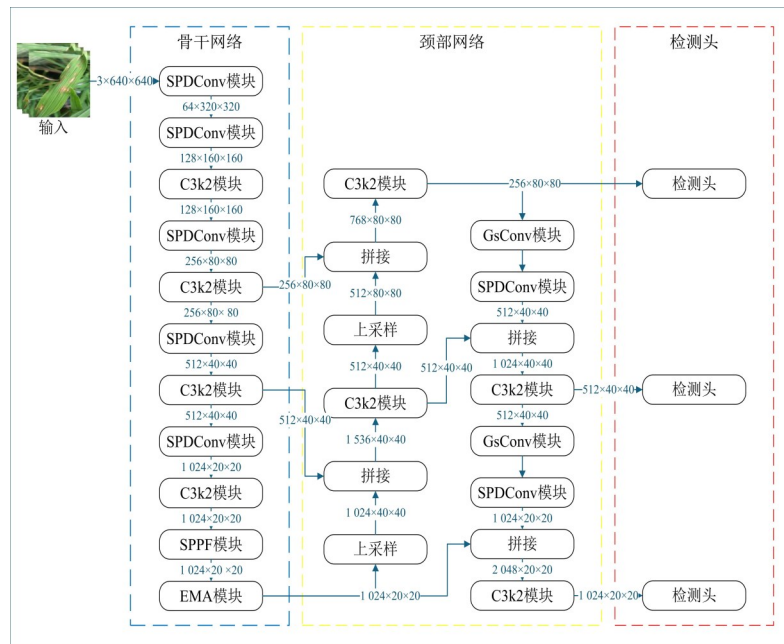 骨干网络
颈部网络
检测头
输入
3×640×640
SPDConv模块
64×320×320
SPDConv模块
128×160×160
C3k2模块
128×160×160
SPDConv模块
256×80×80
C3k2模块
256×80× 80
SPDConv模块
512×40×40
C3k2模块
512×40×40
SPDConv模块
1 024×20×20
C3k2模块
1 024×20×20
SPPF模块
1 024×20 ×20
EMA模块
256×80×80
512×40×40
1 024×20×20
C3k2模块
768×80×80
拼接
512×80×80
上采样
512×40×40
C3k2模块
1 536×40×40
拼接
1 024×40×40
上采样
512×40×40
256×80×80
GsConv模块
SPDConv模块
512×40×40
拼接
1 024×40×40
C3k2模块
512×40×40
GsConv模块
SPDConv模块
1 024×20×20
拼接
2 048×20×20
C3k2模块
512×40×40
1 024×20×20
检测头
检测头
检测头